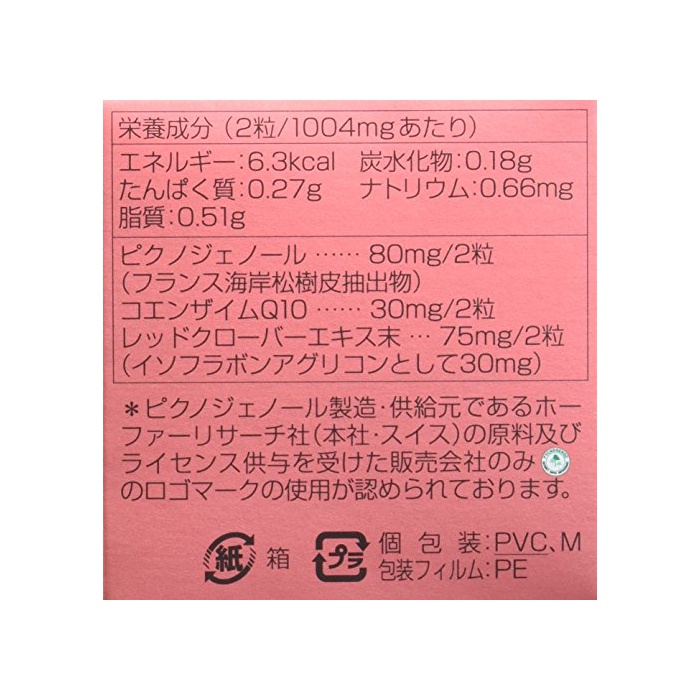 栄養成分（2粒/1004mgあたり）
エネルギー：6.3kcal 炭水化物：0.18g
たんぱく質：0.27g ナトリウム：0.66mg
脂質：0.51g
ピクノジェノール …… 80mg/2粒
（フランス海岸松樹皮抽出物）
コエンザイムQ10 …… 30mg/2粒
レッドクローバーエキス末 … 75mg/2粒
（イソフラボンアグリコンとして30mg）
＊ピクノジェノール製造・供給元であるホー
ファーリサーチ社（本社・スイス）の原料及び
ライセンス供与を受けた販売会社のみ
のロゴマークの使用が認められております。
紙 箱 プラ 個包装：PVC、M
包装フィルム：PE